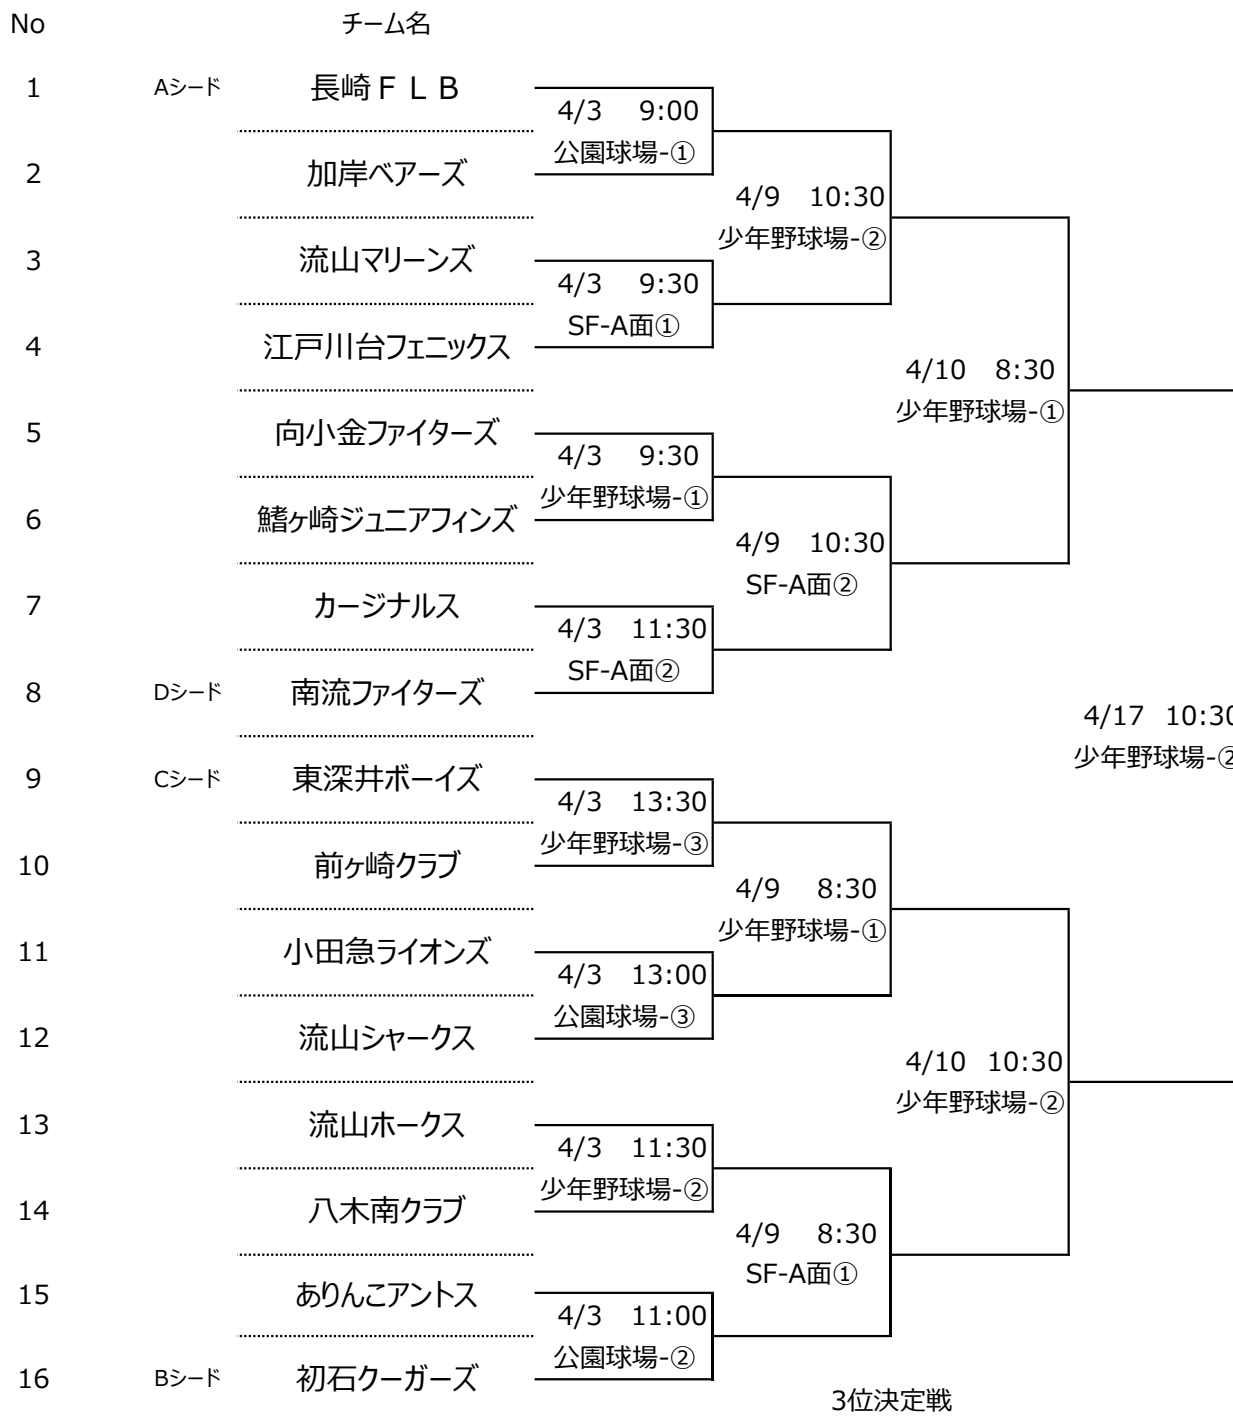 No チーム名
1 Aシード 長崎ＦＬＢ
4/3 9:00
公園球場-①
2 加岸ベアーズ
4/9 10:30
少年野球場-②
3 流山マリーンズ
4/3 9:30
SF-A面①
4 江戸川台フェニックス
4/10 8:30
少年野球場-①
5 向小金ファイターズ
4/3 9:30
少年野球場-①
6 鰭ヶ崎ジュニアフィンズ
4/9 10:30
SF-A面②
7 カージナルス
4/3 11:30
SF-A面②
8 Dシード 南流ファイターズ
4/17 10:30
少年野球場-②
9 Cシード 東深井ボーイズ
4/3 13:30
少年野球場-③
10 前ヶ崎クラブ
4/9 8:30
少年野球場-①
11 小田急ライオンズ
4/3 13:00
公園球場-③
12 流山シャークス
4/10 10:30
少年野球場-②
13 流山ホークス
4/3 11:30
少年野球場-②
14 八木南クラブ
4/9 8:30
SF-A面①
15 ありんこアントス
4/3 11:00
公園球場-②
16 Bシード 初石クーガーズ
3位決定戦